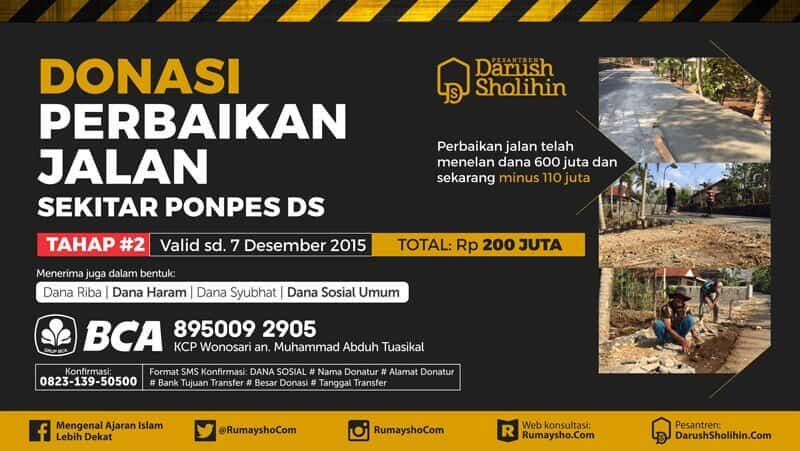 DONASI
PERBAIKAN
JALAN
SEKITAR PONPES DS
TAHAP #2 Valid sd. 7 Desember 2015 TOTAL: Rp 200 JUTA
PESANTREN
Darush
Sholihin
DS
Perbaikan jalan telah
menelan dana 600 juta dan
sekarang minus 110 juta
Menerima juga dalam bentuk:
Dana Riba | Dana Haram | Dana Syubhat | Dana Sosial Umum
GRUP BCA
BCA
895009 2905
KCP Wonosari an. Muhammad Abduh Tuasikal
Konfirmasi:
0823-139-50500
Format SMS Konfirmasi: DANA SOSIAL # Nama Donatur # Alamat Donatur
# Bank Tujuan Transfer # Besar Donasi # Tanggal Transfer
Mengenal Ajaran Islam
Lebih Dekat
@RumayshoCom
RumayshoCom
Web konsultasi:
Rumaysho.Com
Pesantren:
DarushSholihin.Com